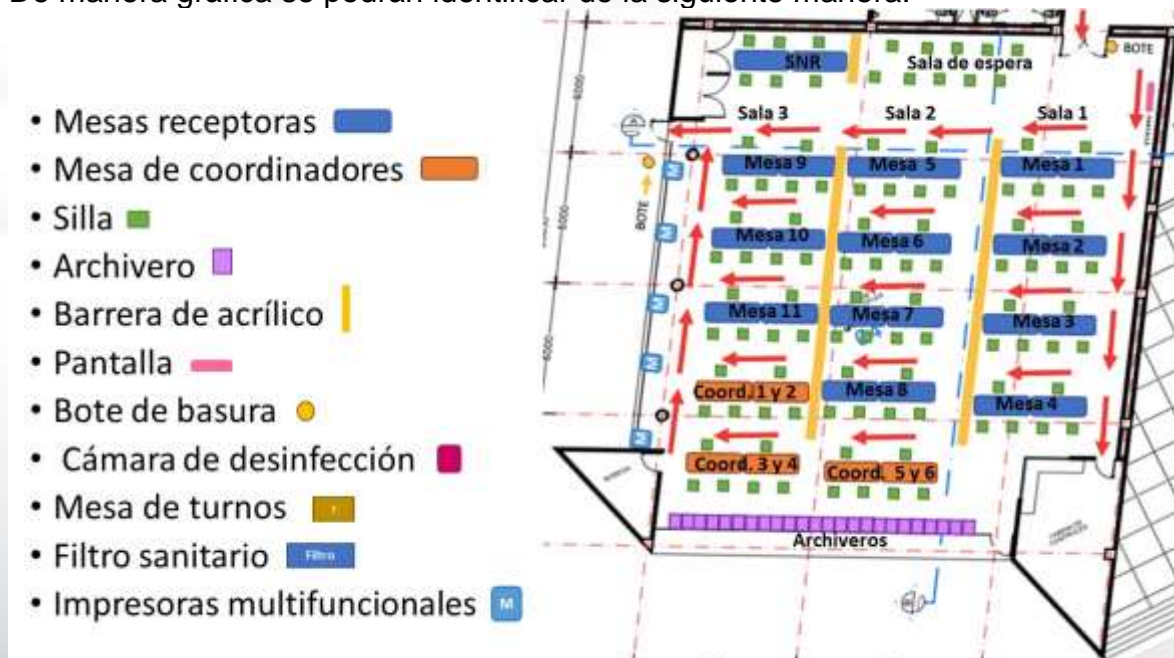 De manera gráfica se podrán identificar de la siguiente manera:
• Mesas receptoras
• Mesa de coordinadores
• Silla
• Archivero
• Barrera de acrílico
• Pantalla
• Bote de basura
• Cámara de desinfección
• Mesa de turnos
• Filtro sanitario Filtro
• Impresoras multifuncionales M
BOTE
SNR
Sala de espera
Sala 3 Sala 2 Sala 1
Mesa 9 Mesa 5 Mesa 1
M
BOTE
Mesa 10 Mesa 6 Mesa 2
M
Mesa 11 Mesa 7 Mesa 3
M
M
Coord. 1 y 2 Mesa 8 Mesa 4
M
Coord. 3 y 4 Coord. 5 y 6
Archiveros
6000
6000
6000